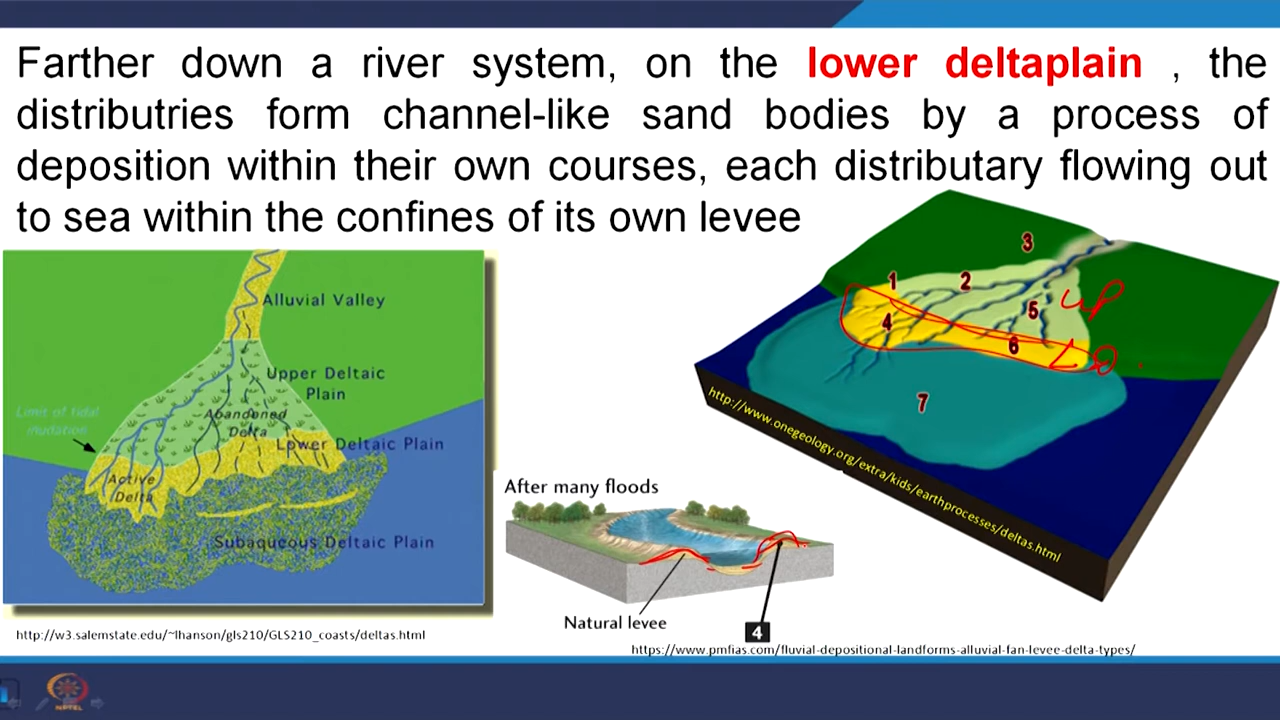 Farther down a river system, on the lower deltaplain , the
distributries form channel-like sand bodies by a process of
deposition within their own courses, each distributary flowing out
to sea within the confines of its own levee
Alluvial Valley
Upper Deltaic
Plain
Limit of tidal
inudation
Abandoned
Delta
Lower Deltaic Plain
Active
Delta
Subaqueous Deltaic Plain
http://w3.salemstate.edu/~lhanson/gls210/GLS210_coasts/deltas.html
After many floods
Natural levee
4
https://www.pmfias.com/fluvial-depositional-landforms-alluvial-fan-levee-delta-types/
3
1
2
5
UP
4
6
7
http://www.onegeology.org/extra/kids/earthprocesses/deltas.html
NPTEL